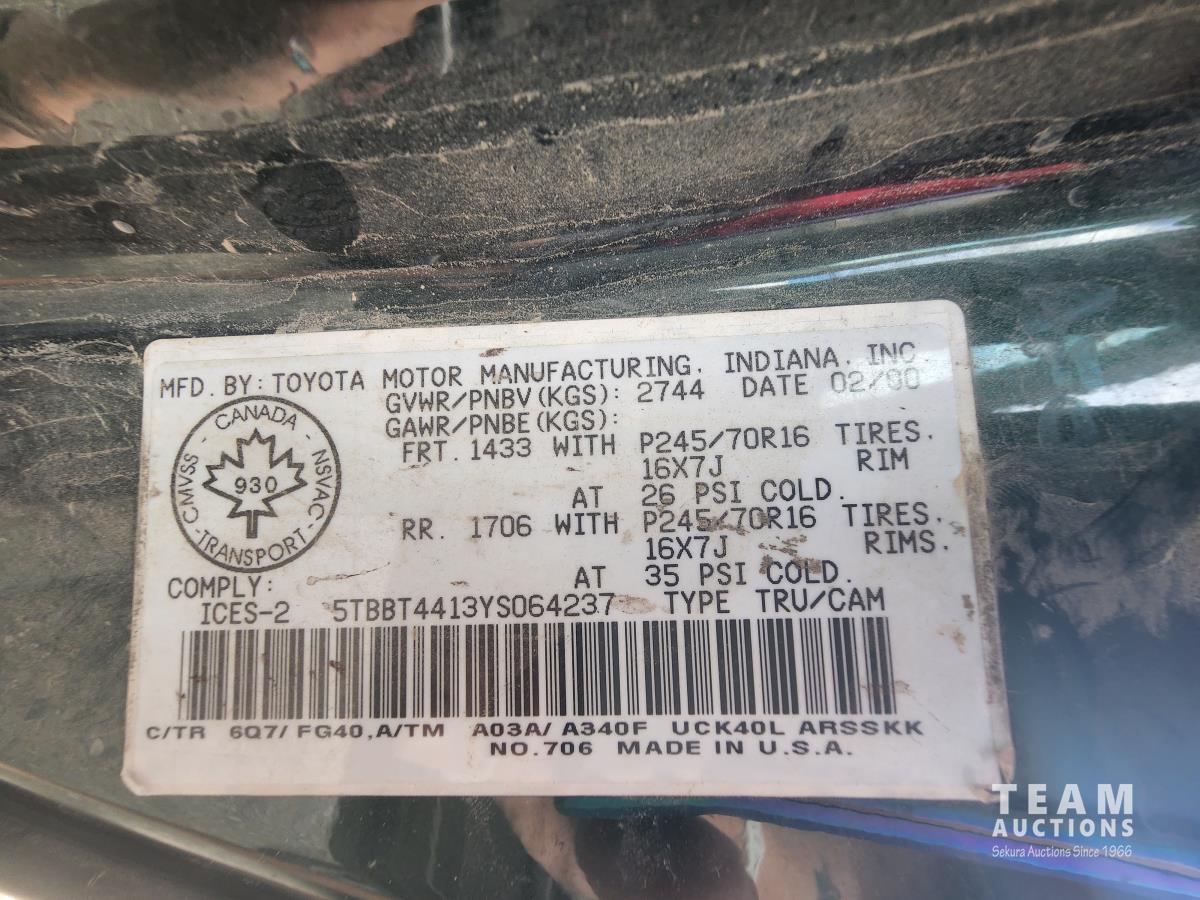 MFD. BY: TOYOTA MOTOR MANUFACTURING, INDIANA, INC.
GVWR/PNBV(KGS): 2744 DATE 02/00
GAWR/PNBE(KGS):
FRT. 1433 WITH P245/70R16 TIRES.
16X7J RIM
AT 26 PSI COLD.
RR. 1706 WITH P245/70R16 TIRES.
16X7J RIMS.
AT 35 PSI COLD.
CANADA
CMVSS 930 NSVAC
TRANSPORT
COMPLY:
ICES-2 5TBBT4413YS064237 TYPE TRU/CAM
C/TR 6Q7/ FG40, A/TM A03A/ A340F UCK40L ARSSKK
NO.706 MADE IN U.S.A.
TEAM
AUCTIONS
Sekura Auctions Since 1966